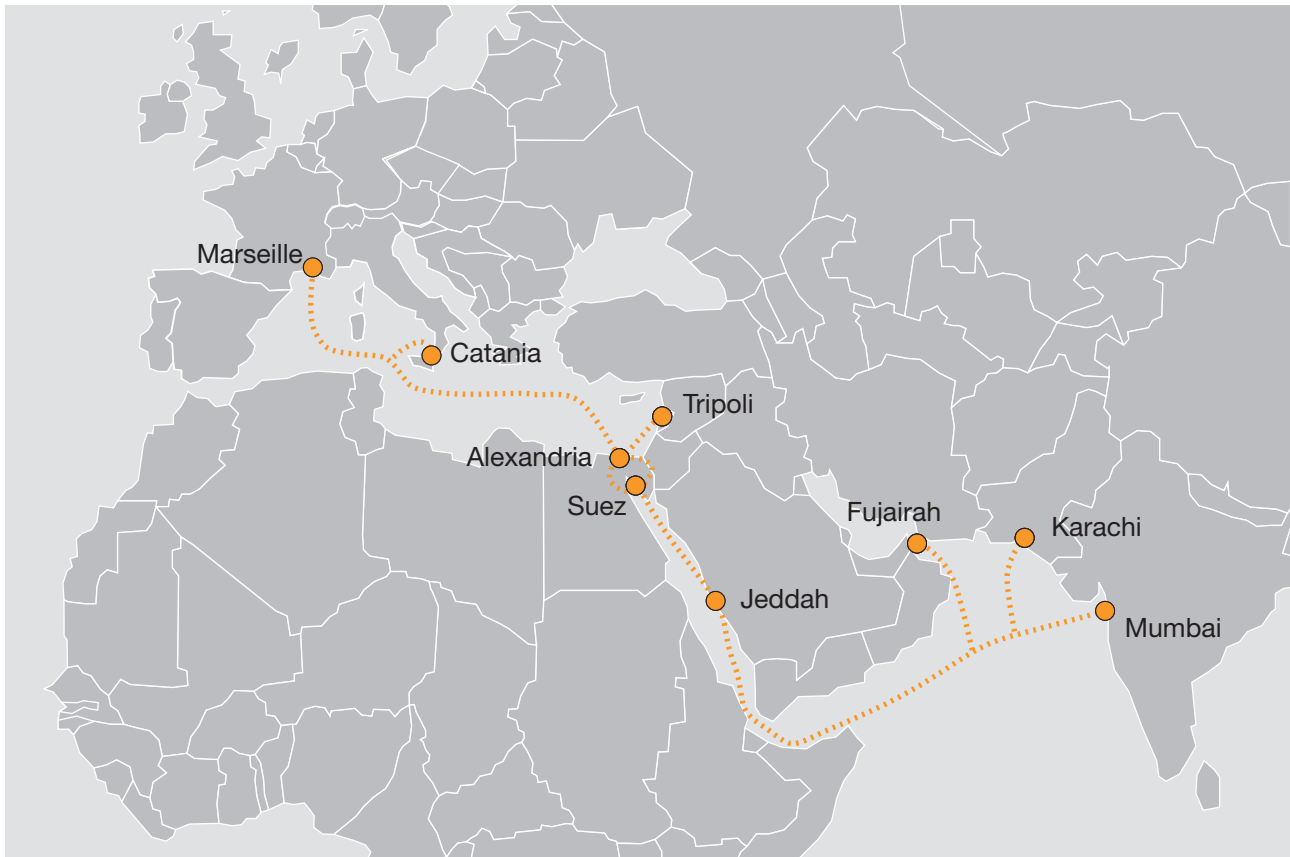 Marseille
Catania
Tripoli
Alexandria
Suez
Fujairah
Karachi
Jeddah
Mumbai